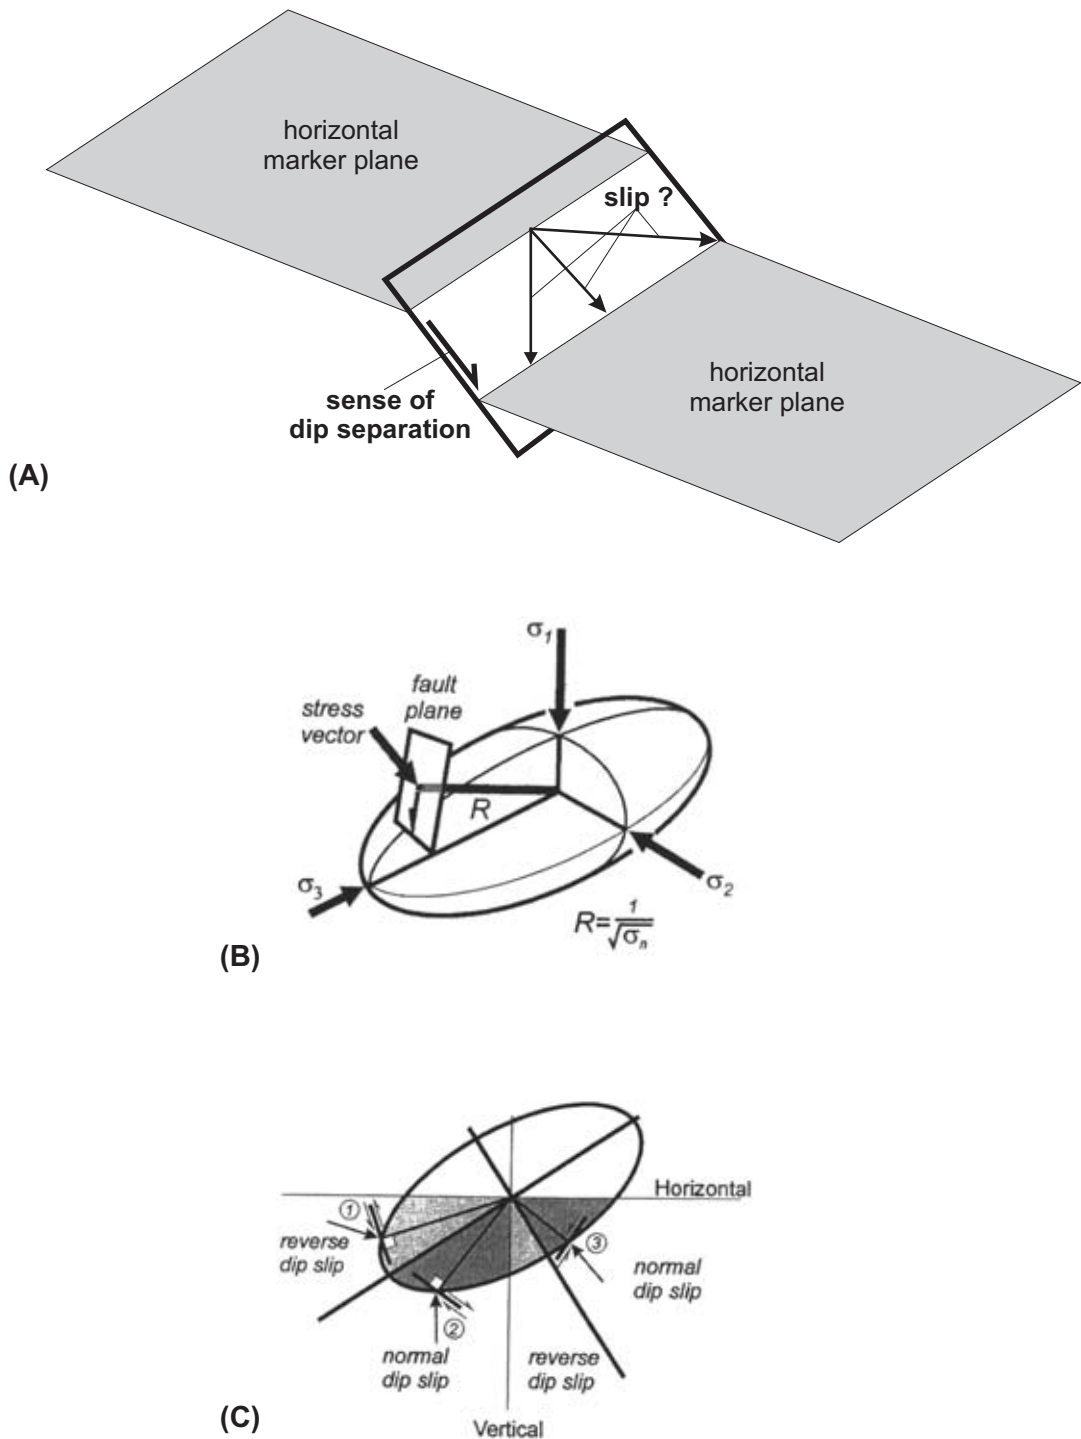 horizontal
marker plane
slip ?
horizontal
marker plane
sense of
dip separation
(A)
σ1
fault
plane
stress
vector
R
σ3
σ2
R=1/√σn
(B)
Horizontal
1
reverse
dip slip
3
normal
dip slip
2
normal
dip slip
reverse
dip slip
(C)
Vertical